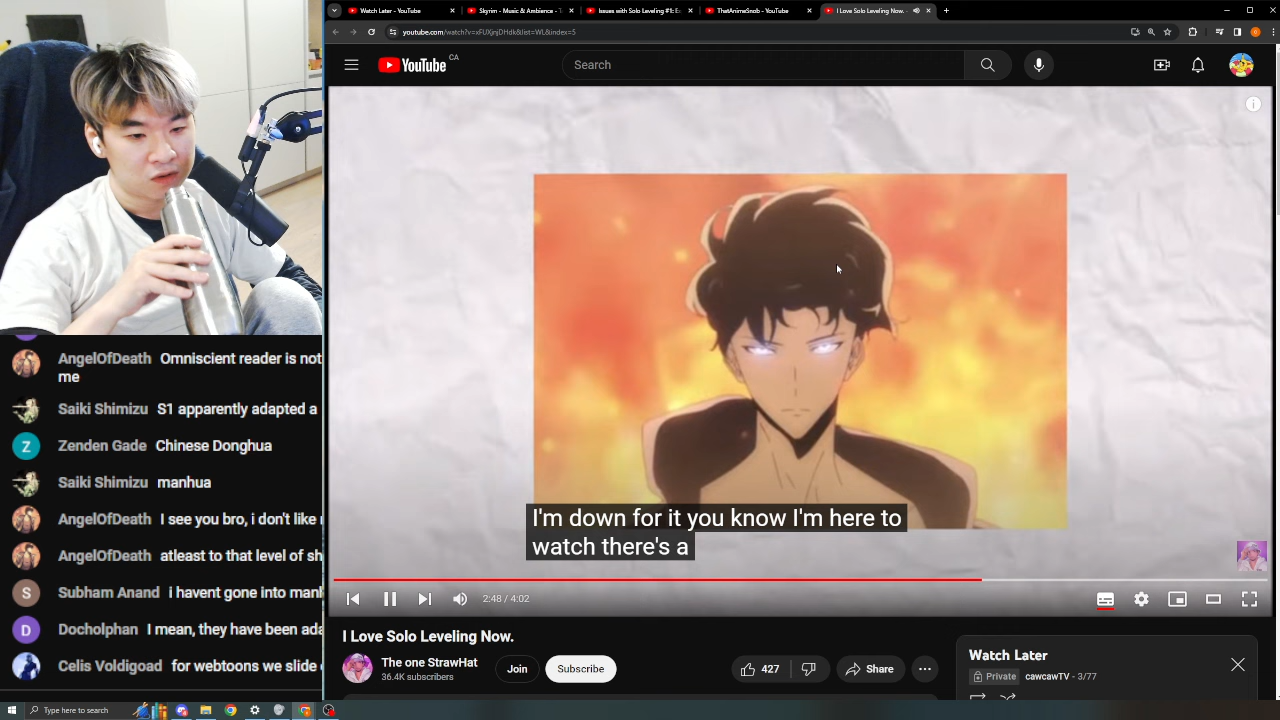 Watch Later - YouTube
Skyrim - Music & Ambience - T
Issues with Solo Leveling #1: E
ThatAnimeSnob - YouTube
I Love Solo Leveling Now. -
youtube.com/watch?v=xFUXjnjDHdk&list=WL&index=5
YouTube CA
Search
AngelOfDeath Omniscient reader is not
me
Saiki Shimizu S1 apparently adapted a
Z Zenden Gade Chinese Donghua
Saiki Shimizu manhua
AngelOfDeath I see you bro, i don't like
AngelOfDeath atleast to that level of sh
S Subham Anand i havent gone into man
D Docholphan I mean, they have been ada
Celis Voldigoad for webtoons we slide
I'm down for it you know I'm here to
watch there's a
2:48 / 4:02
I Love Solo Leveling Now.
The one StrawHat
36.4K subscribers
Join
Subscribe
427
Share
Watch Later
Private cawcawTV - 3/77
Type here to search